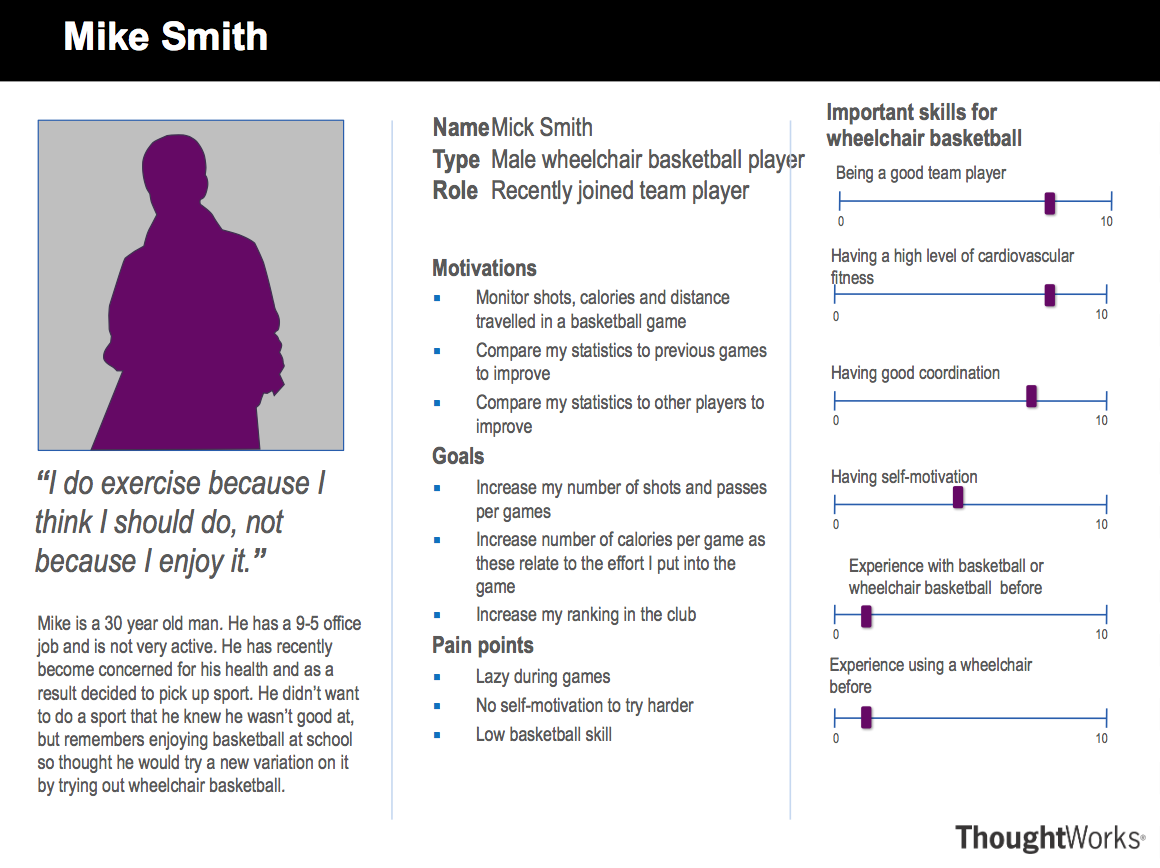 Mike Smith
“I do exercise because I
think I should do, not
because I enjoy it.”
Mike is a 30 year old man. He has a 9-5 office
job and is not very active. He has recently
become concerned for his health and as a
result decided to pick up sport. He didn’t want
to do a sport that he knew he wasn’t good at,
but remembers enjoying basketball at school
so thought he would try a new variation on it
by trying out wheelchair basketball.
Name Mick Smith
Type Male wheelchair basketball player
Role Recently joined team player
Motivations
Monitor shots, calories and distance
travelled in a basketball game
Compare my statistics to previous games
to improve
Compare my statistics to other players to
improve
Goals
Increase my number of shots and passes
per games
Increase number of calories per game as
these relate to the effort I put into the
game
Increase my ranking in the club
Pain points
Lazy during games
No self-motivation to try harder
Low basketball skill
Important skills for
wheelchair basketball
Being a good team player
0 10
Having a high level of cardiovascular
fitness
0 10
Having good coordination
0 10
Having self-motivation
0 10
Experience with basketball or
wheelchair basketball before
0 10
Experience using a wheelchair
before
0 10
ThoughtWorks®